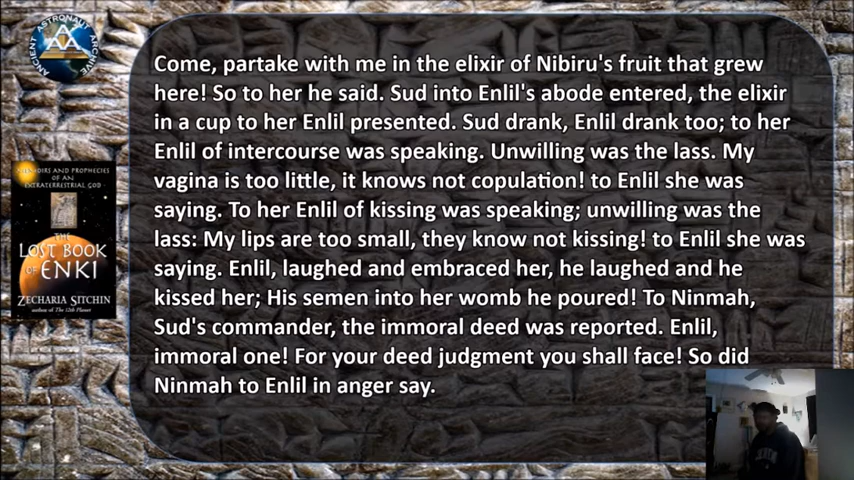 ANCIENT ASTRONAUT ARCHIVE
AAA
Come, partake with me in the elixir of Nibiru's fruit that grew
here! So to her he said. Sud into Enlil's abode entered, the elixir
in a cup to her Enlil presented. Sud drank, Enlil drank too; to her
Enlil of intercourse was speaking. Unwilling was the lass. My
vagina is too little, it knows not copulation! to Enlil she was
saying. To her Enlil of kissing was speaking; unwilling was the
lass: My lips are too small, they know not kissing! to Enlil she was
saying. Enlil, laughed and embraced her, he laughed and he
kissed her; His semen into her womb he poured! To Ninmah,
Sud's commander, the immoral deed was reported. Enlil,
immoral one! For your deed judgment you shall face! So did
Ninmah to Enlil in anger say.
AND PROPHECIES
OF AN
EXTRATERRESTRIAL GOD
THE
LOST BOOK
OF ENKI
ZECHARIA SITCHIN
author of The 12th Planet